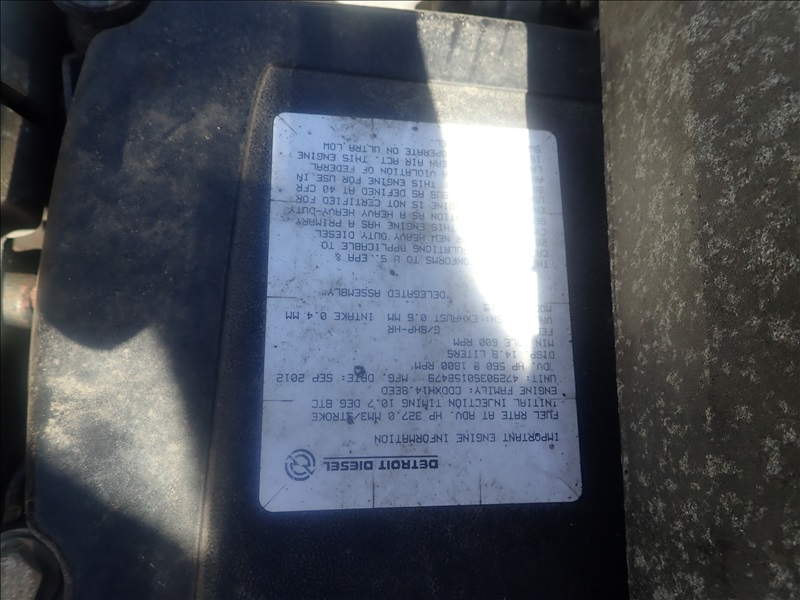 DETROIT DIESEL
IMPORTANT ENGINE INFORMATION
FUEL RATE AT ADV. HP 327.0 MM3/STROKE
INITIAL INJECTION TIMING 10.7 DEG BTC
ENGINE FAMILY: CDDXH14.8EED
UNIT: 472903S0158479 MFG. DATE: SEP 2012
ADV. HP 560 @ 1800 RPM
DISP. 14.8 LITERS
MIN IDLE 600 RPM
FEL G/BHP-HR
EXHAUST 0.6 MM INTAKE 0.4 MM
DELEGATED ASSEMBLY
CONFORMS TO U.S. EPA &
REGULATIONS APPLICABLE TO
NEW HEAVY DUTY DIESEL
THIS ENGINE HAS A PRIMARY
AS A HEAVY HEAVY-DUTY
IS NOT CERTIFIED FOR
BUS AS DEFINED AT 40 CFR
THIS ENGINE FOR USE IN
A VIOLATION OF FEDERAL
AIR ACT. THIS ENGINE
OPERATE ON ULTRA LOW